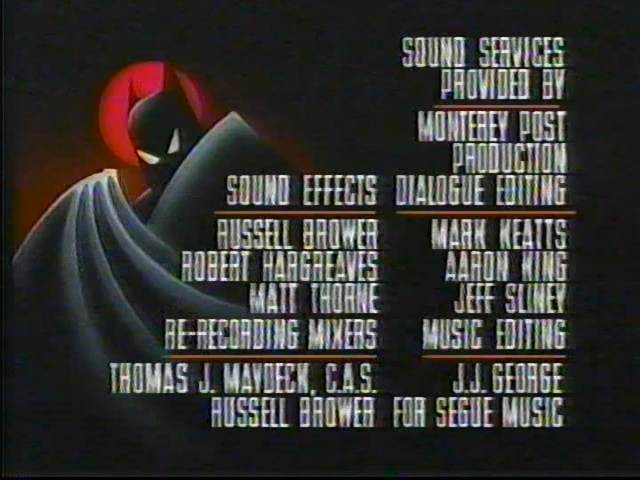 SOUND SERVICES
PROVIDED BY
MONTEREY POST
PRODUCTION
SOUND EFFECTS
RUSSELL BROWER
ROBERT HARGREAVES
MATT THORNE
DIALOGUE EDITING
MARK KEATTS
AARON KING
JEFF SLINEY
RE-RECORDING MIXERS
THOMAS J. MAYDECK, C.A.S.
RUSSELL BROWER
MUSIC EDITING
J.J. GEORGE
FOR SEGUE MUSIC